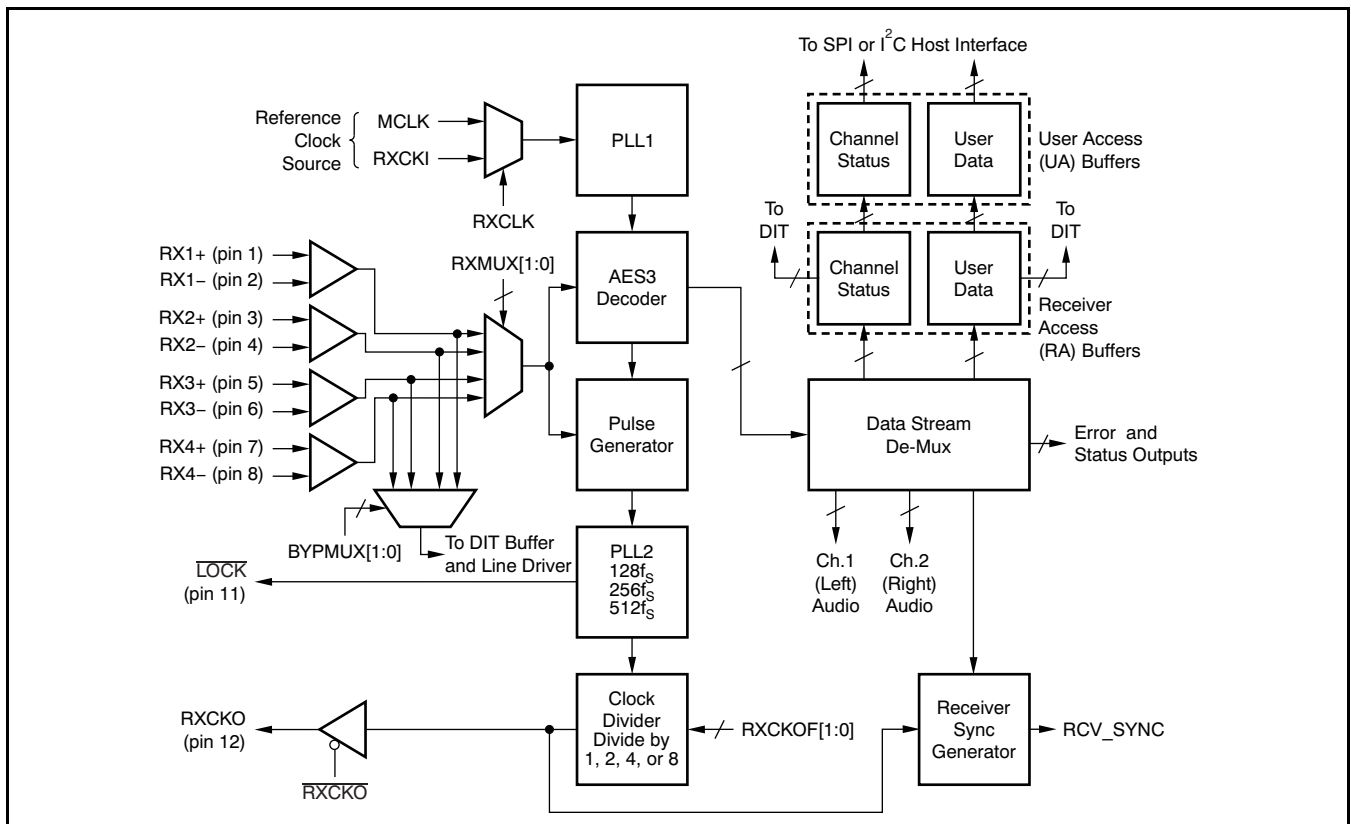 To SPI or I2C Host Interface
Reference
Clock
Source
MCLK
RXCKI
RXCLK
PLL1
Channel
Status
User
Data
User Access
(UA) Buffers
To
DIT
Channel
Status
User
Data
To
DIT
Receiver
Access
(RA) Buffers
RX1+ (pin 1)
RX1− (pin 2)
RX2+ (pin 3)
RX2− (pin 4)
RX3+ (pin 5)
RX3− (pin 6)
RX4+ (pin 7)
RX4− (pin 8)
RXMUX[1:0]
AES3
Decoder
Pulse
Generator
Data Stream
De-Mux
Error and
Status Outputs
BYPMUX[1:0]
To DIT Buffer
and Line Driver
LOCK
(pin 11)
PLL2
128fS
256fS
512fS
Ch.1
(Left)
Audio
Ch.2
(Right)
Audio
RXCKO
(pin 12)
RXCKO
Clock
Divider
Divide by
1, 2, 4, or 8
RXCKOF[1:0]
Receiver
Sync
Generator
RCV_SYNC